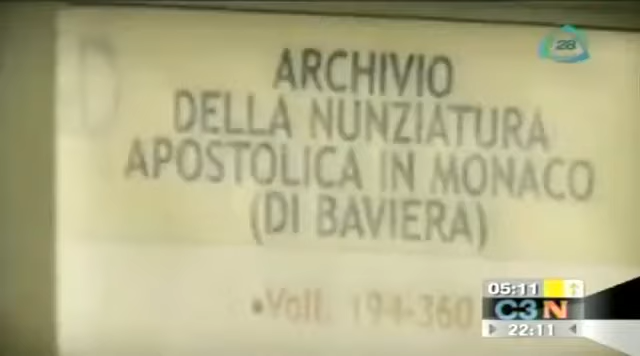 28
D
ARCHIVIO
DELLA NUNZIATURA
APOSTOLICA IN MONACO
(DI BAVIERA)
•Voll. 194-360
05:11
C3N
22:11